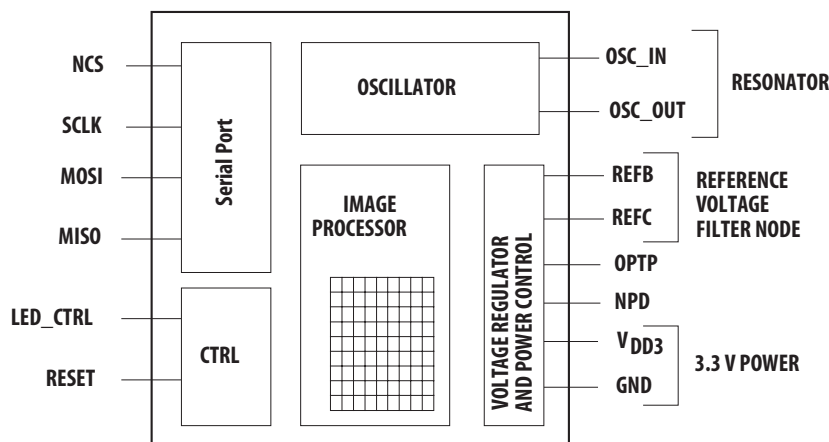 NCS
SCLK
MOSI
MISO
LED_CTRL
RESET
Serial Port
CTRL
OSCILLATOR
IMAGE
PROCESSOR
VOLTAGE REGULATOR
AND POWER CONTROL
OSC_IN
OSC_OUT
RESONATOR
REFB
REFC
REFERENCE
VOLTAGE
FILTER NODE
OPTP
NPD
VDD3
GND
3.3 V POWER